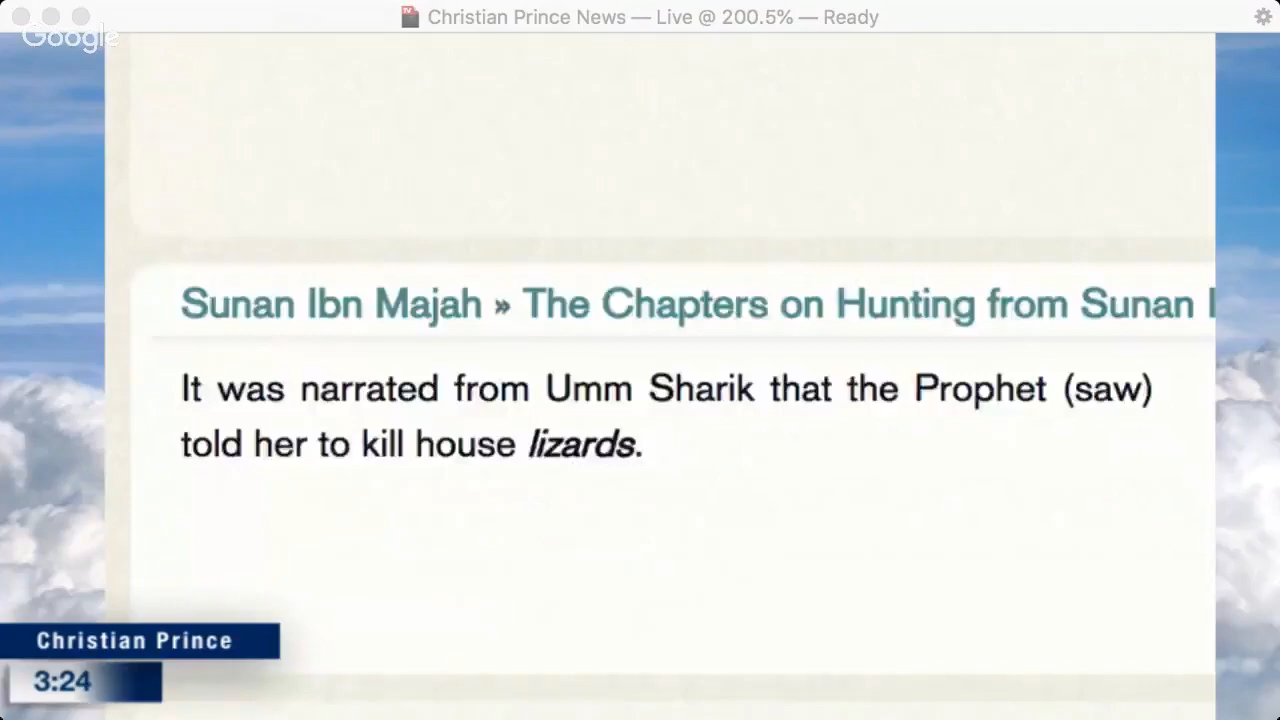 Christian Prince News — Live @ 200.5% — Ready
Google
Sunan Ibn Majah » The Chapters on Hunting from Sunan I
It was narrated from Umm Sharik that the Prophet (saw)
told her to kill house lizards.
Christian Prince
3:24